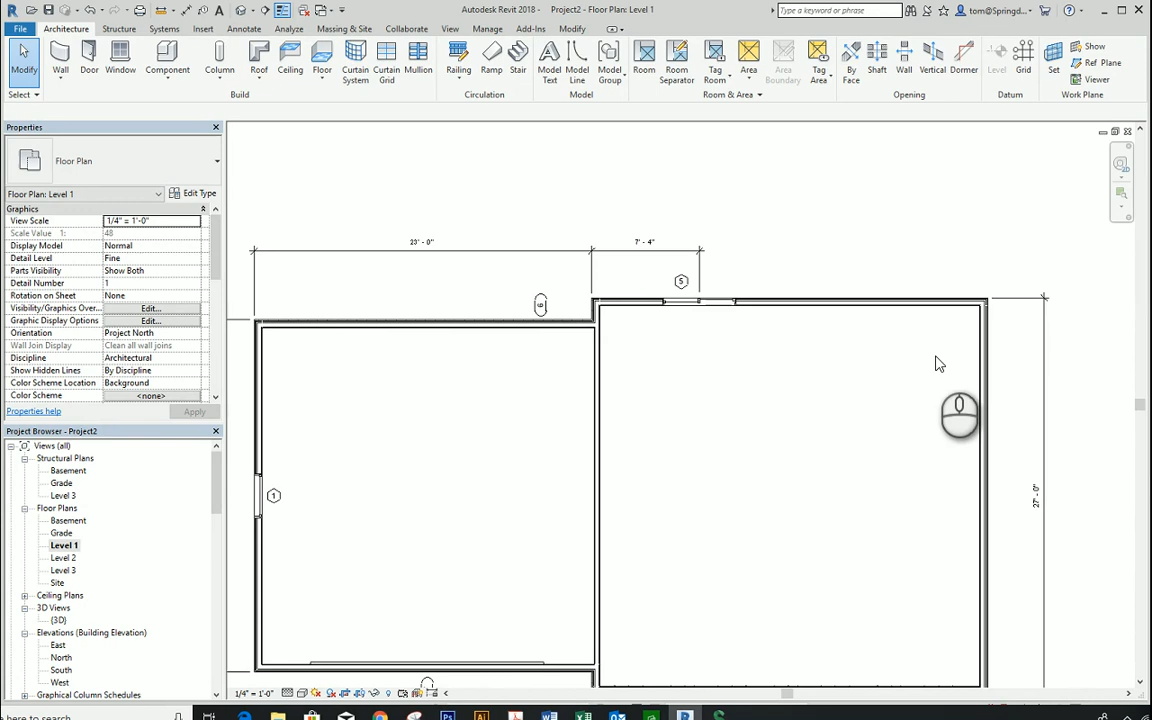 Autodesk Revit 2018 - Project2 - Floor Plan: Level 1
Type a keyword or phrase
tom@Springd...
File Architecture Structure Systems Insert Annotate Analyze Massing & Site Collaborate View Manage Add-Ins Modify
Modify Wall Door Window Component Column Roof Ceiling Floor Curtain System Curtain Grid Mullion Railing Ramp Stair Model Text Model Line Model Group Room Room Separator Tag Room Area Area Boundary Tag Area By Face Shaft Wall Vertical Dormer Level Grid Set Show Ref Plane Viewer
Select Build Circulation Model Room & Area Opening Datum Work Plane
Properties
Floor Plan
Floor Plan: Level 1 Edit Type
Graphics
View Scale 1/4" = 1'-0"
Scale Value 1: 48
Display Model Normal
Detail Level Fine
Parts Visibility Show Both
Detail Number 1
Rotation on Sheet None
Visibility/Graphics Over... Edit...
Graphic Display Options Edit...
Orientation Project North
Wall Join Display Clean all wall joins
Discipline Architectural
Show Hidden Lines By Discipline
Color Scheme Location Background
Color Scheme <none>
Properties help Apply
Project Browser - Project2
Views (all)
Structural Plans
Basement
Grade
Level 3
Floor Plans
Basement
Grade
Level 1
Level 2
Level 3
Site
Ceiling Plans
3D Views
{3D}
Elevations (Building Elevation)
East
North
South
West
Graphical Column Schedules
23' - 0"
7' - 4"
5
6
1
27' - 0"
2D
1/4" = 1'-0"
here to search